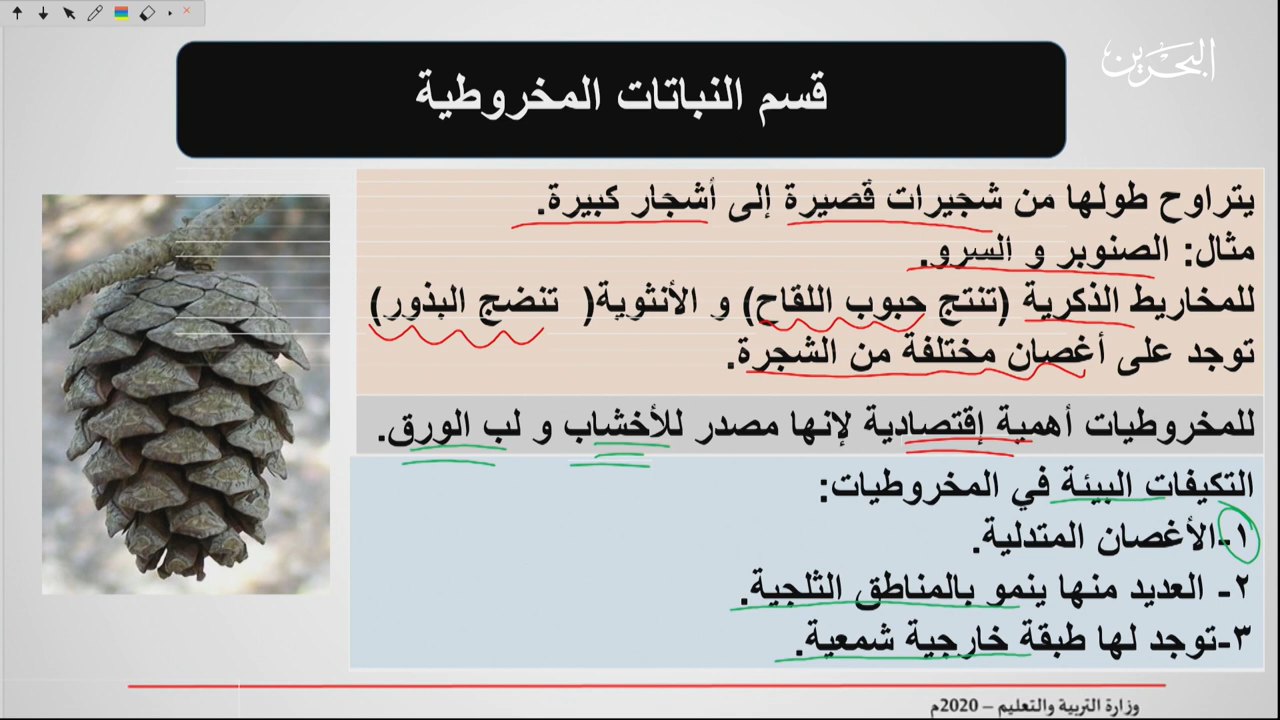 البحرين
قسم النباتات المخروطية
يتراوح طولها من شجيرات قصيرة إلى أشجار كبيرة.
مثال: الصنوبر و السرو.
للمخاريط الذكرية (تنتج حبوب اللقاح) و الأنثوية( تنضج البذور)
توجد على أغصان مختلفة من الشجرة.
للمخروطيات أهمية إقتصادية لإنها مصدر للأخشاب و لب الورق.
التكيفات البيئة في المخروطيات:
١-الأغصان المتدلية.
٢- العديد منها ينمو بالمناطق الثلجية.
٣-توجد لها طبقة خارجية شمعية.
وزارة التربية والتعليم – 2020م